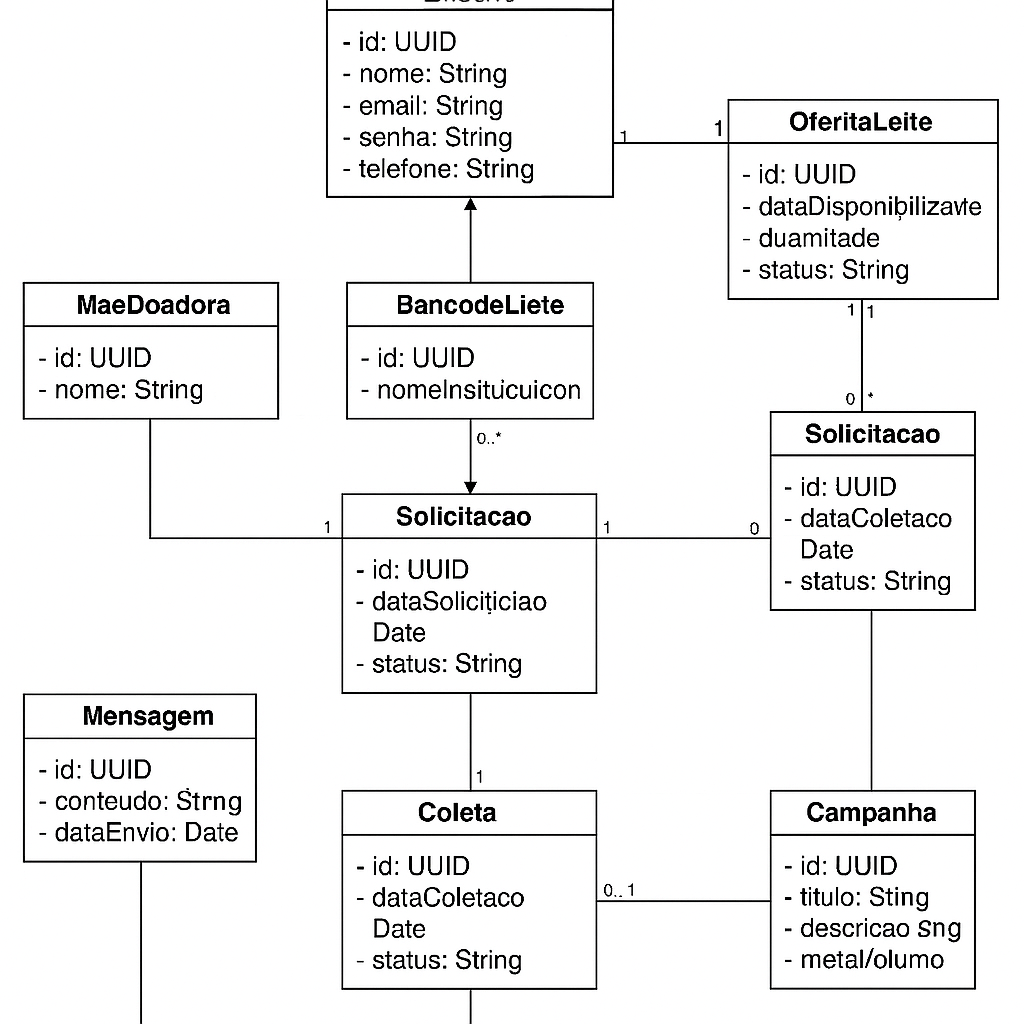 - id: UUID
- nome: String
- email: String
- senha: String
- telefone: String
1
1
OferitaLeite
- id: UUID
- dataDisponibilizavte
- duamitade
- status: String
1
1
0
*
MaeDoadora
- id: UUID
- nome: String
BancodeLiete
- id: UUID
- nomeInsitucuicon
0..*
Solicitacao
- id: UUID
- dataColetaco
Date
- status: String
1
Solicitacao
1
0
- id: UUID
- dataSolicițiciao
Date
- status: String
1
Mensagem
- id: UUID
- conteudo: Strng
- dataEnvio: Date
Coleta
- id: UUID
- dataColetaco
Date
- status: String
0..1
Campanha
- id: UUID
- titulo: Sting
- descricao Sng
- metal/olumo